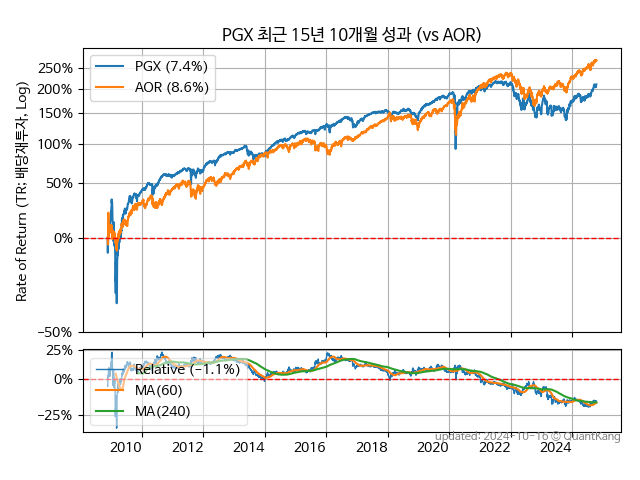 PGX 최근 15년 10개월 성과 (vs AOR)
Rate of Return (TR: 배당재투자, Log)
250%
200%
150%
100%
50%
0%
−50%
PGX (7.4%)
AOR (8.6%)
25%
0%
−25%
Relative (−1.1%)
MA(60)
MA(240)
2010 2012 2014 2016 2018 2020 2022 2024
updated: 2024-10-16 © QuantKang